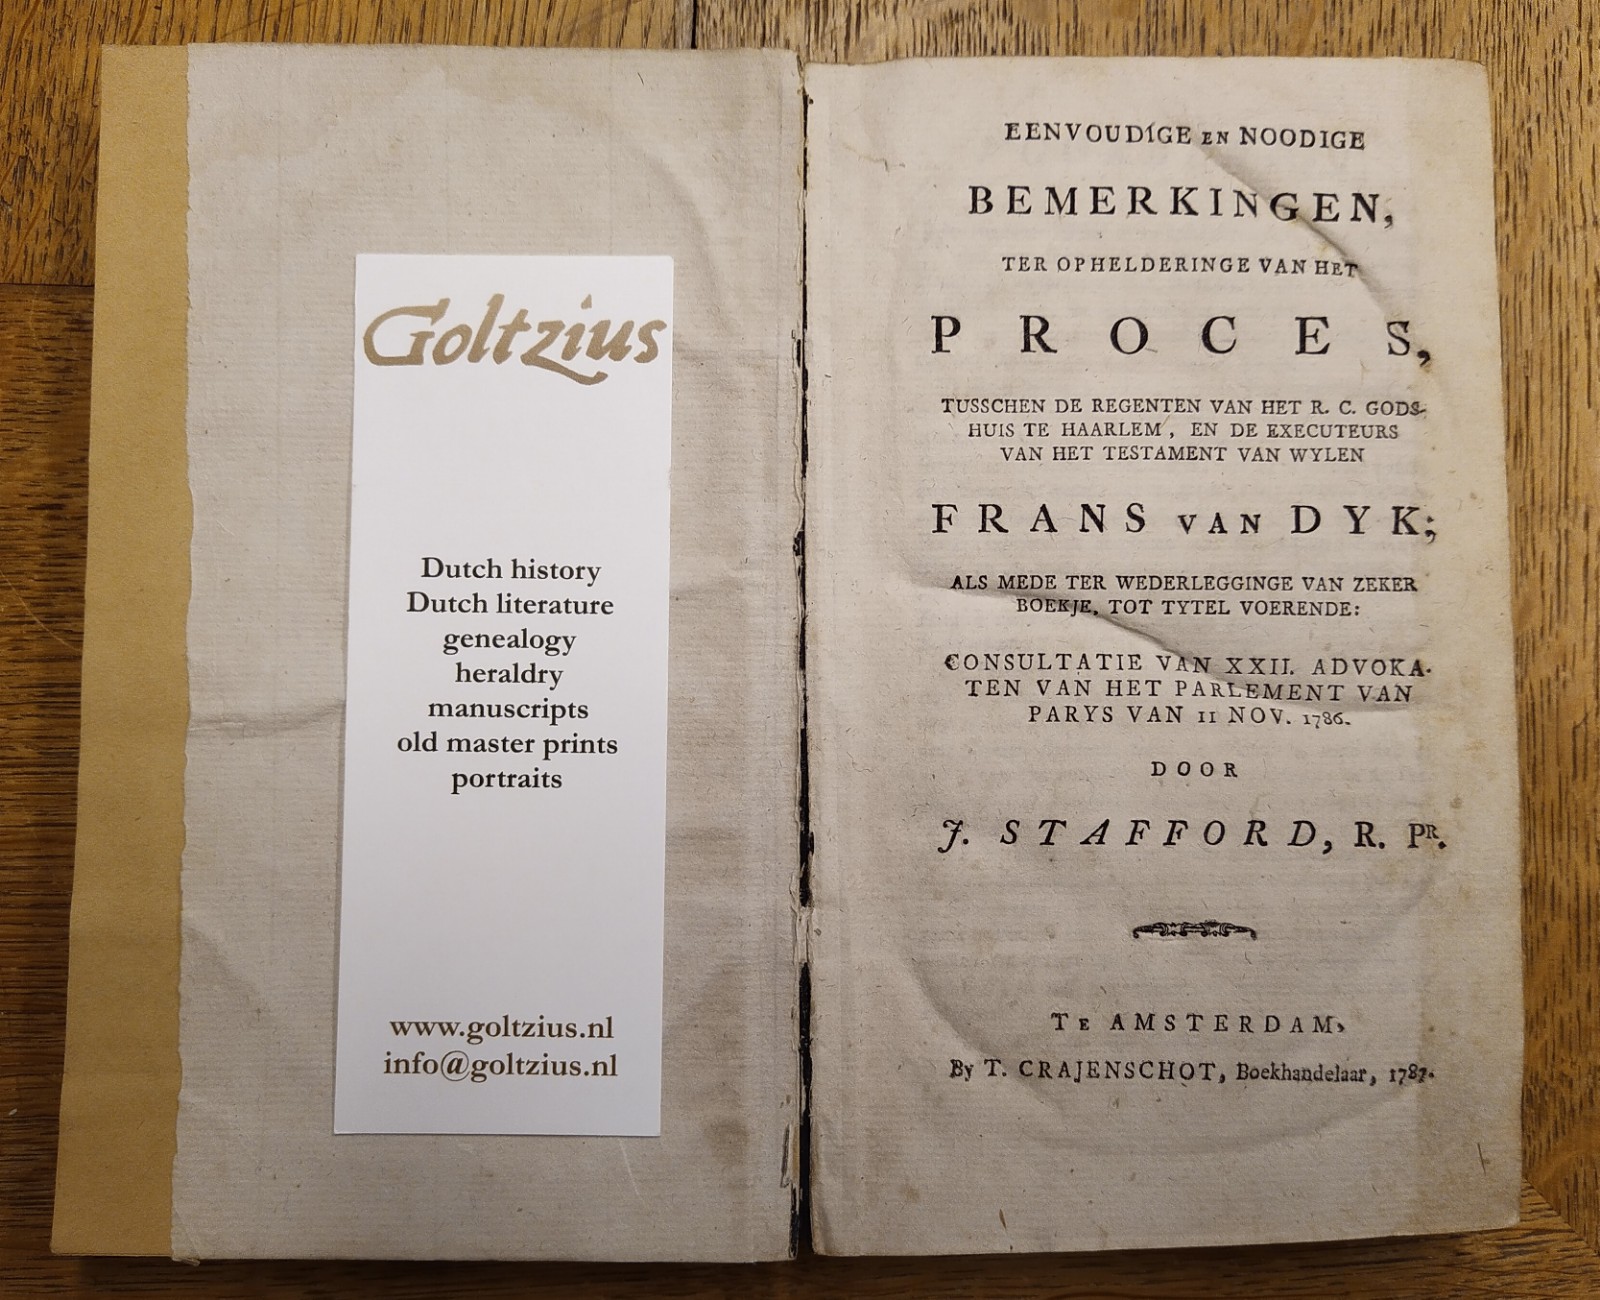 Goltzius
Dutch history
Dutch literature
genealogy
heraldry
manuscripts
old master prints
portraits
www.goltzius.nl
info@goltzius.nl
EENVOUDIGE EN NOODIGE
BEMERKINGEN,
TER OPHELDERINGE VAN HET
PROCES,
TUSSCHEN DE REGENTEN VAN HET R. C. GODS-
HUIS TE HAARLEM, EN DE EXECUTEURS
VAN HET TESTAMENT VAN WYLEN
FRANS VAN DYK;
ALS MEDE TER WEDERLEGGINGE VAN ZEKER
BOEKJE, TOT TYTEL VOERENDE:
CONSULTATIE VAN XXII. ADVOKA-
TEN VAN HET PARLEMENT VAN
PARYS VAN 11 NOV. 1786.
DOOR
J. STAFFORD, R. PR.
TE AMSTERDAM,
By T. CRAJENSCHOT, Boekhandelaar, 1787.